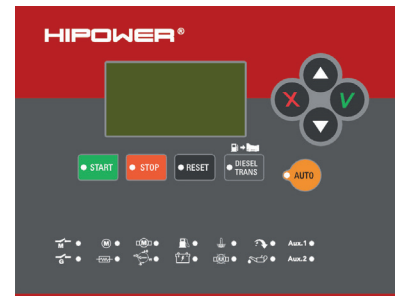 HIPOWER®
X
V
START
STOP
RESET
DIESEL
TRANS
AUTO
M
M
M
Aux.1
G
Aux.2